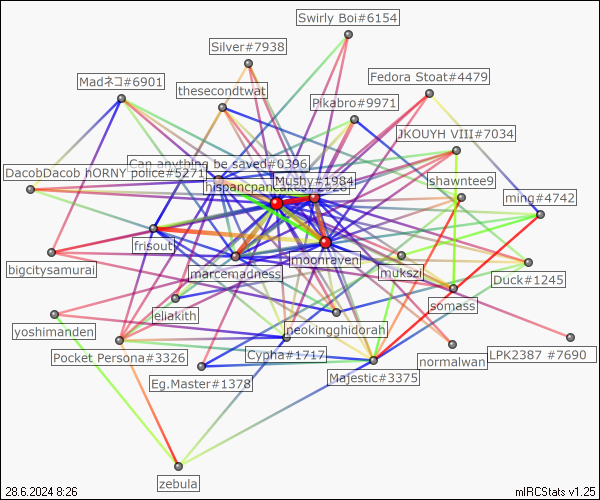 Swirly Boi#6154
Silver#7938
Fedora Stoat#4479
Madネコ#6901
thesecondtwat
Pikabro#9971
JKOUYH VIII#7034
Can anything be saved#0396
DacobDacob hORNY police#5271
Mushy#1984
shawntee9
ming#4742
frisout
marcemadness
moonraven
mukszi
bigcitysamurai
Duck#1245
somass
eliakith
neokingghidorah
yoshimanden
Pocket Persona#3326
Cypha#1717
normalwan
LPK2387 #7690
Eg.Master#1378
Majestic#3375
zebula
28.6.2024 8:26
mIRCStats v1.25